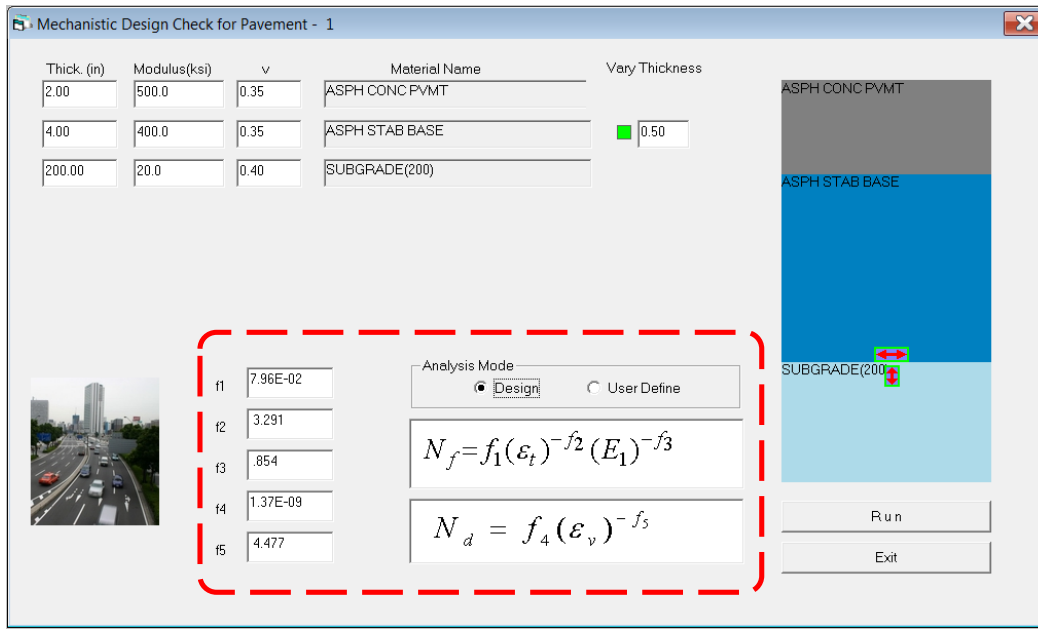 Mechanistic Design Check for Pavement - 1
Thick. (in) Modulus(ksi) v Material Name Vary Thickness
2.00 500.0 0.35 ASPH CONC PVMT
4.00 400.0 0.35 ASPH STAB BASE 0.50
200.00 20.0 0.40 SUBGRADE(200)
ASPH CONC PVMT
ASPH STAB BASE
SUBGRADE(200)
f1 7.96E-02
f2 3.291
f3 .854
f4 1.37E-09
f5 4.477
Analysis Mode
Design User Define
N_f=f_1(ε_t)^{-f_2}(E_1)^{-f_3}
N_d = f_4(ε_v)^{-f_5}
Run
Exit